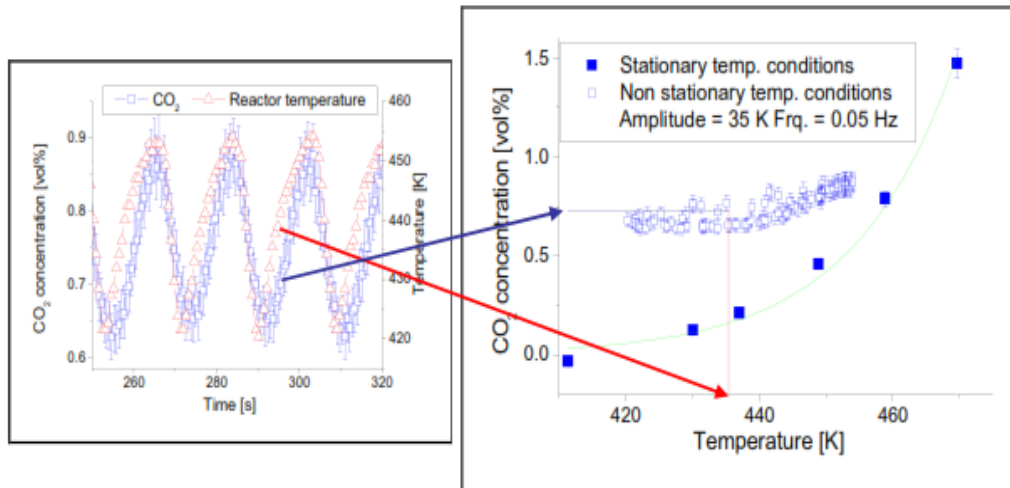 CO2 Reactor temperature
0.9
0.8
0.7
0.6
CO2 concentration [vol%]
460
450
440
430
420
Temperature [K]
260 280 300 320
Time [s]
Stationary temp. conditions
Non stationary temp. conditions
Amplitude = 35 K Frq. = 0.05 Hz
1.5
1.0
0.5
0.0
CO2 concentration [vol%]
420 440 460
Temperature [K]